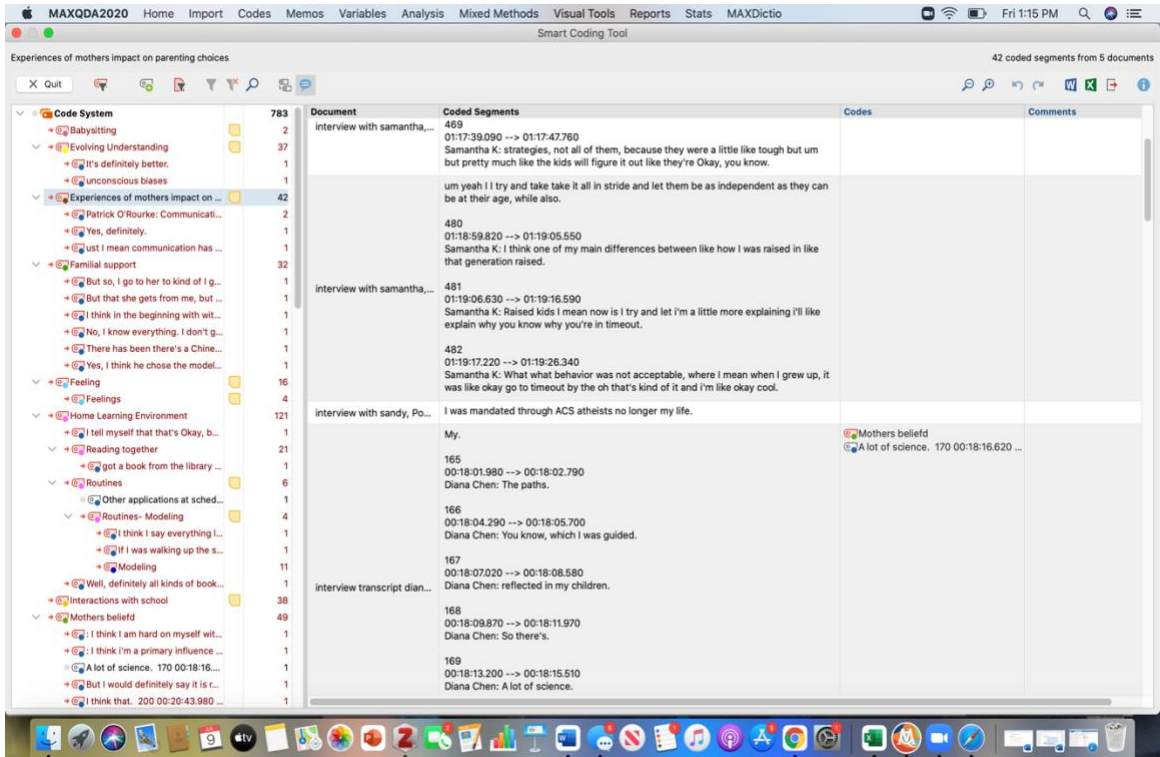 MAXQDA2020 Home Import Codes Memos Variables Analysis Mixed Methods Visual Tools Reports Stats MAXDictio Fri 1:15 PM
Smart Coding Tool
Experiences of mothers impact on parenting choices 42 coded segments from 5 documents
X Quit
Code System 783
Babysitting 2
Evolving Understanding 37
It's definitely better. 1
unconscious biases 1
Experiences of mothers impact on ... 42
Patrick O'Rourke: Communicati... 2
Yes, definitely. 1
ust I mean communication has ... 1
Familial support 32
But so, I go to her to kind of I g... 1
But that she gets from me, but ... 1
I think in the beginning with wit... 1
No, I know everything. I don't g... 1
There has been there's a Chine... 1
Yes, I think he chose the model... 1
Feeling 16
Feelings 4
Home Learning Environment 121
I tell myself that that's Okay, b... 1
Reading together 21
got a book from the library ... 1
Routines 6
Other applications at sched... 1
Routines- Modeling 4
I think I say everything I... 1
If I was walking up the s... 1
Modeling 11
Well, definitely all kinds of book... 1
Interactions with school 38
Mothers beliefd 49
: I think I am hard on myself wit... 1
: I think i'm a primary influence ... 1
A lot of science. 170 00:18:16.... 1
But I would definitely say it is r... 1
I think that. 200 00:20:43.980 ... 1
Document Coded Segments Codes Comments
interview with samantha,...
469
01:17:39.090 --> 01:17:47.760
Samantha K: strategies, not all of them, because they were a little like tough but um
but pretty much like the kids will figure it out like they're Okay, you know.
interview with samantha,...
um yeah I I try and take take it all in stride and let them be as independent as they can
be at their age, while also.
480
01:18:59.820 --> 01:19:05.550
Samantha K: I think one of my main differences between like how I was raised in like
that generation raised.
481
01:19:06.630 --> 01:19:16.590
Samantha K: Raised kids I mean now is I try and let i'm a little more explaining i'll like
explain why you know why you're in timeout.
482
01:19:17.220 --> 01:19:26.340
Samantha K: What what behavior was not acceptable, where I mean when I grew up, it
was like okay go to timeout by the oh that's kind of it and i'm like okay cool.
interview with sandy, Po... I was mandated through ACS atheists no longer my life.
interview transcript dian...
My.
165
00:18:01.980 --> 00:18:02.790
Diana Chen: The paths.
166
00:18:04.290 --> 00:18:05.700
Diana Chen: You know, which I was guided.
167
00:18:07.020 --> 00:18:08.580
Diana Chen: reflected in my children.
168
00:18:09.870 --> 00:18:11.970
Diana Chen: So there's.
169
00:18:13.200 --> 00:18:15.510
Diana Chen: A lot of science.
Mothers beliefd
A lot of science. 170 00:18:16.620 ...
9
tv